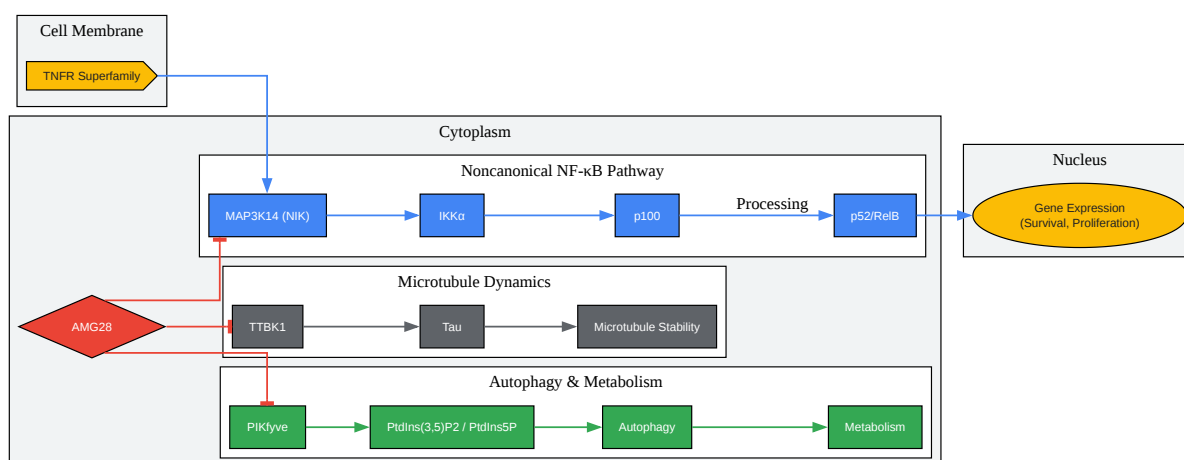 Cell Membrane
TNFR Superfamily
Cytoplasm
Noncanonical NF-κB Pathway
MAP3K14 (NIK)
IKKα
p100
Processing
p52/RelB
Nucleus
Gene Expression
(Survival, Proliferation)
Microtubule Dynamics
AMG28
TTBK1
Tau
Microtubule Stability
Autophagy & Metabolism
PIKfyve
PtdIns(3,5)P2 / PtdIns5P
Autophagy
Metabolism